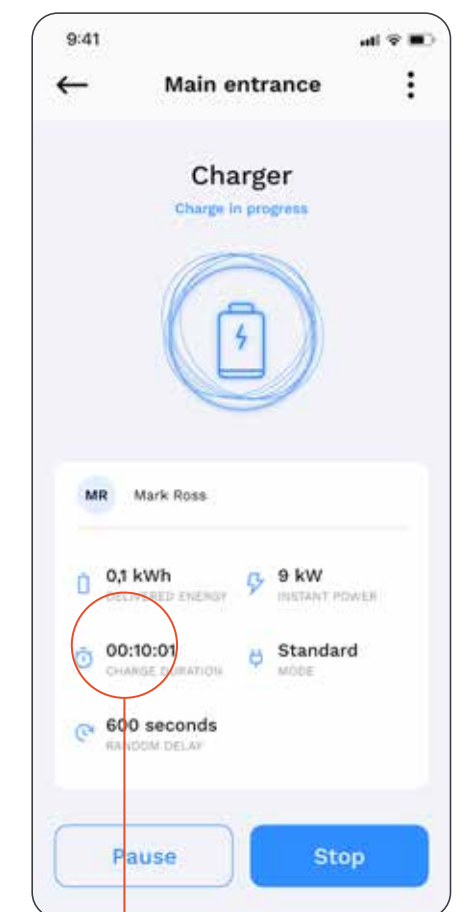 9:41
Main entrance
Charger
Charge in progress
MR Mark Ross
0,1 kWh
DELIVERED ENERGY
9 kW
INSTANT POWER
00:10:01
CHARGE DURATION
Standard
MODE
600 seconds
RANDOM DELAY
Pause
Stop